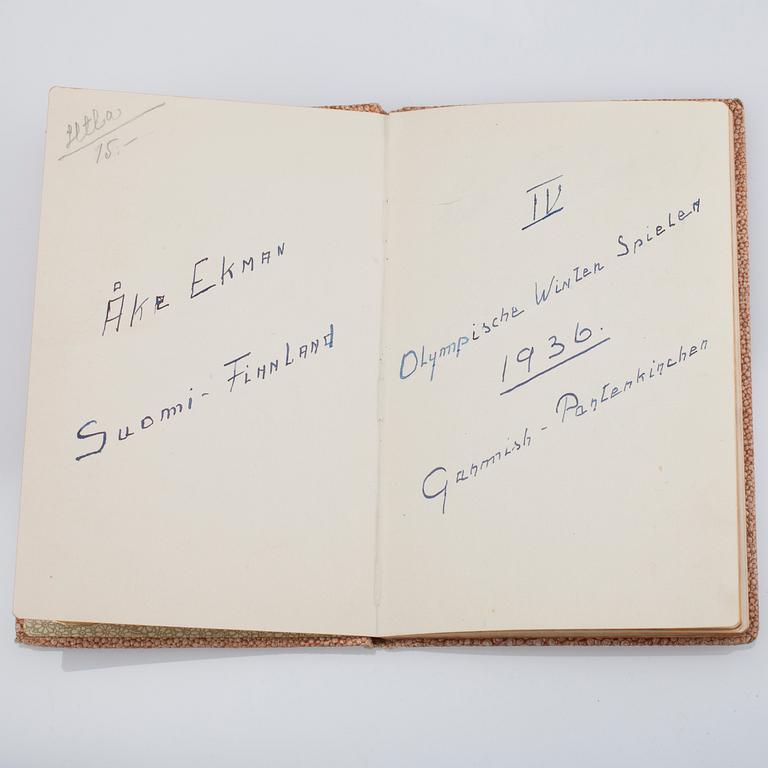 15.-
Åke Ekman
Suomi - Finnland
IV
Olympische Winter Spielen
1936.
Garmish - Partenkirchen